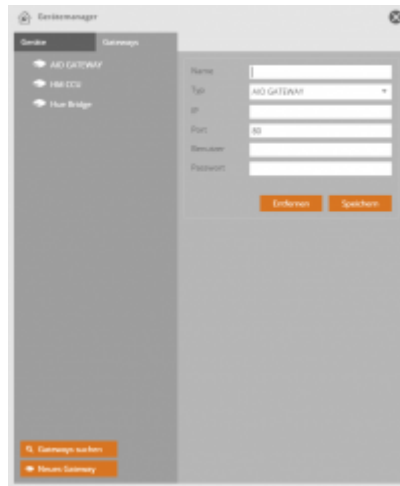 Gerätemanager
Geräte Gateways
AIO GATEWAY
HM CCU
Hue Bridge
Name
Typ AIO GATEWAY
IP
Port 80
Benutzer
Passwort
Entfernen Speichern
Gateways suchen
Neues Gateway